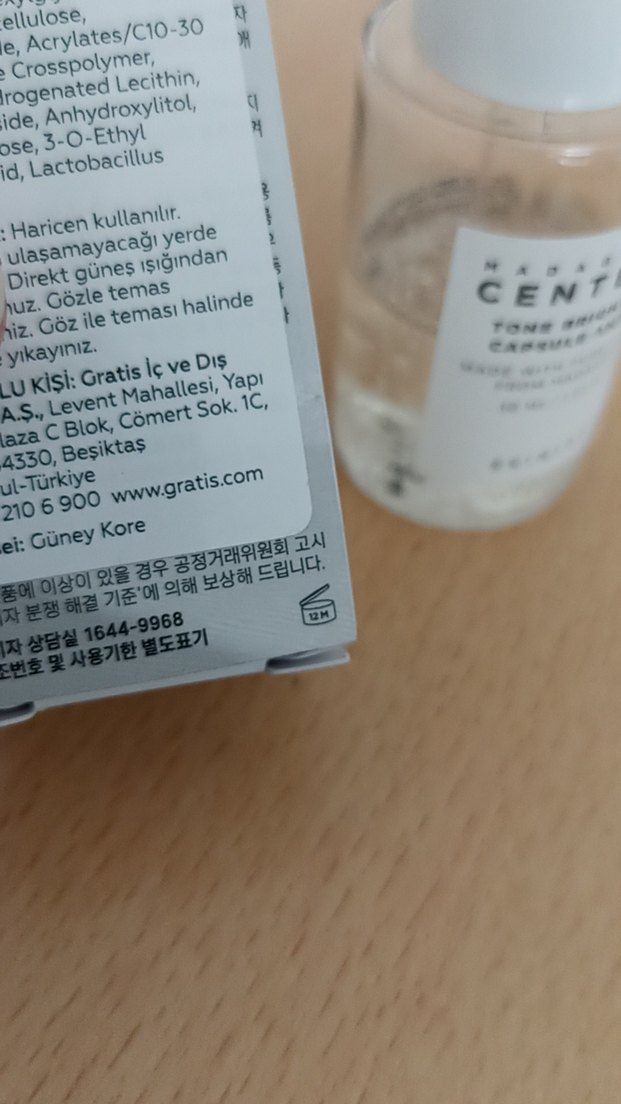 ellulose,
, Acrylates/C10-30
Crosspolymer,
rogenated Lecithin,
side, Anhydroxylitol,
ose, 3-O-Ethyl
id, Lactobacillus
: Haricen kullanılır.
ulaşamayacağı yerde
Direkt güneş ışığından
nuz. Gözle temas
niz. Göz ile teması halinde
yıkayınız.
LU KİŞİ: Gratis İç ve Dış
A.Ş., Levent Mahallesi, Yapı
laza C Blok, Cömert Sok. 1C,
4330, Beşiktaş
ul-Türkiye
210 6 900 www.gratis.com
ei: Güney Kore
품에 이상이 있을 경우 공정거래위원회 고시
자 분쟁 해결 기준'에 의해 보상해 드립니다.
자 상담실 1644-9968
조번호 및 사용기한 별도표기
12M
MADA
CENT
TONE BRIGH
CAPSULE